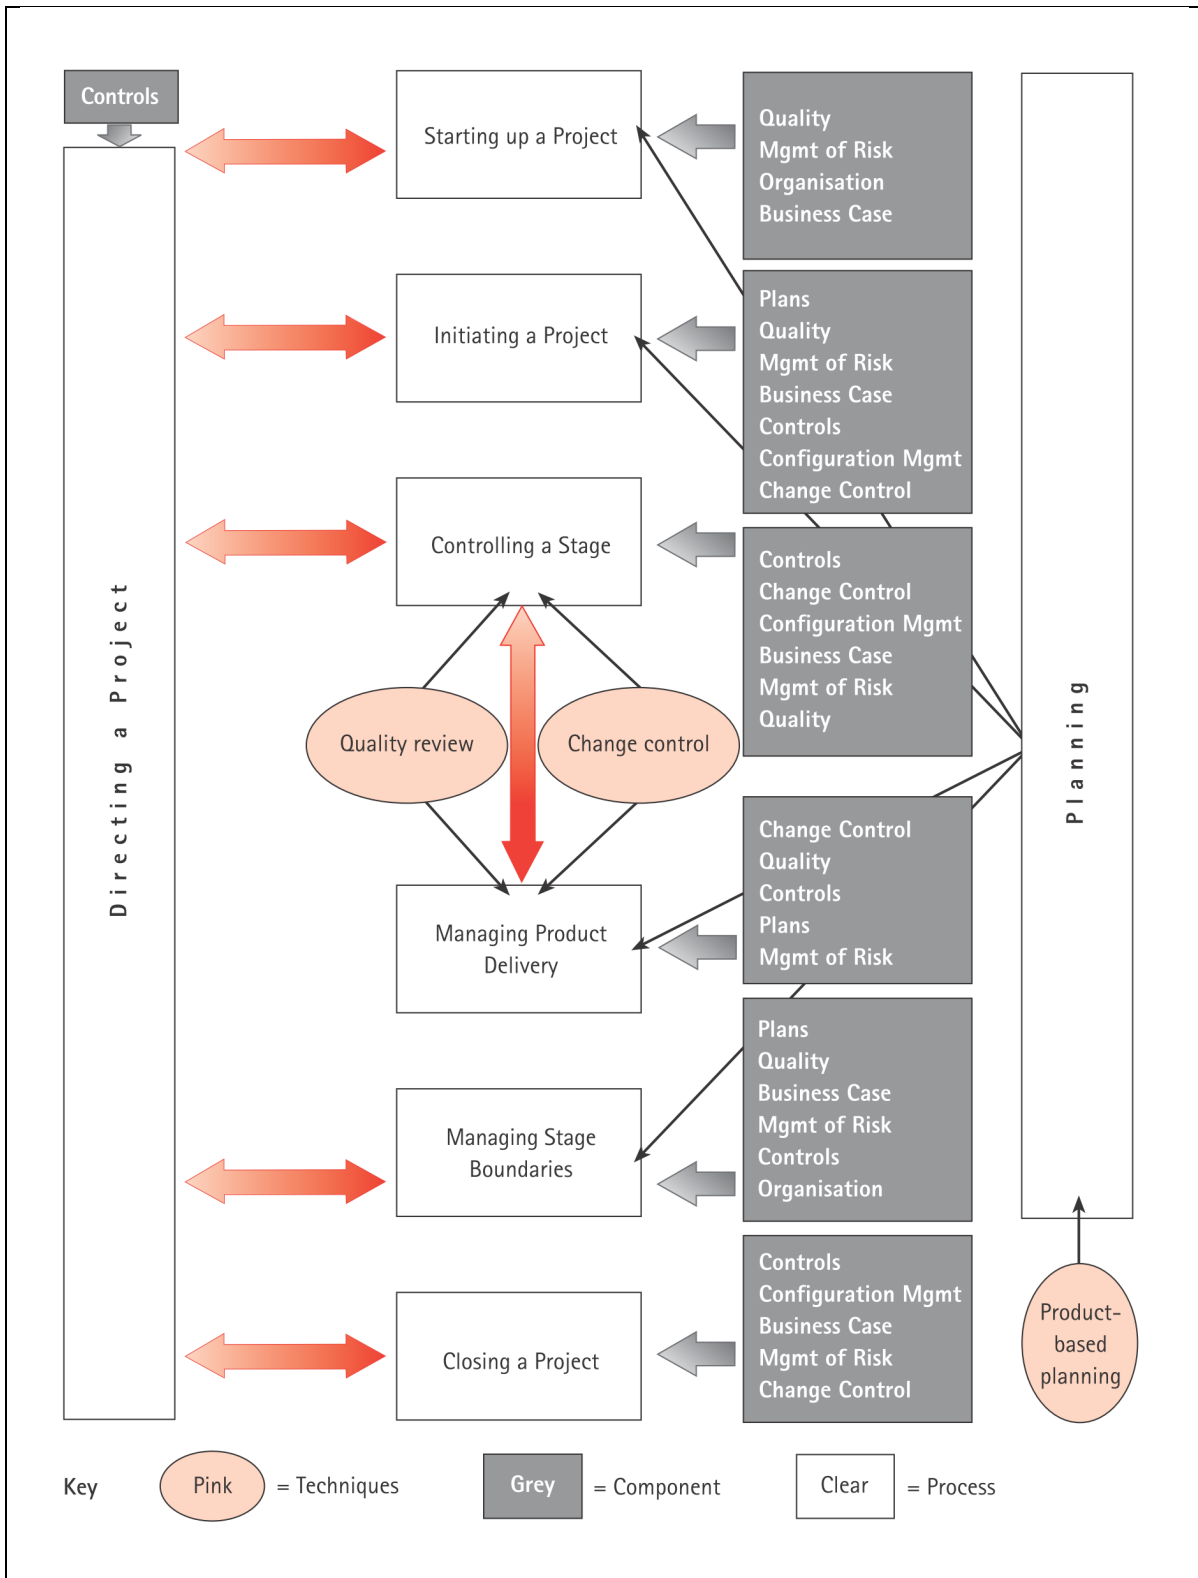 Controls
Directing a Project
Starting up a Project
Quality
Mgmt of Risk
Organisation
Business Case
Initiating a Project
Plans
Quality
Mgmt of Risk
Business Case
Controls
Configuration Mgmt
Change Control
Controlling a Stage
Controls
Change Control
Configuration Mgmt
Business Case
Mgmt of Risk
Quality
Quality review
Change control
Planning
Managing Product
Delivery
Change Control
Quality
Controls
Plans
Mgmt of Risk
Managing Stage
Boundaries
Plans
Quality
Business Case
Mgmt of Risk
Controls
Organisation
Closing a Project
Controls
Configuration Mgmt
Business Case
Mgmt of Risk
Change Control
Product-
based
planning
Key
Pink
= Techniques
Grey
= Component
Clear
= Process